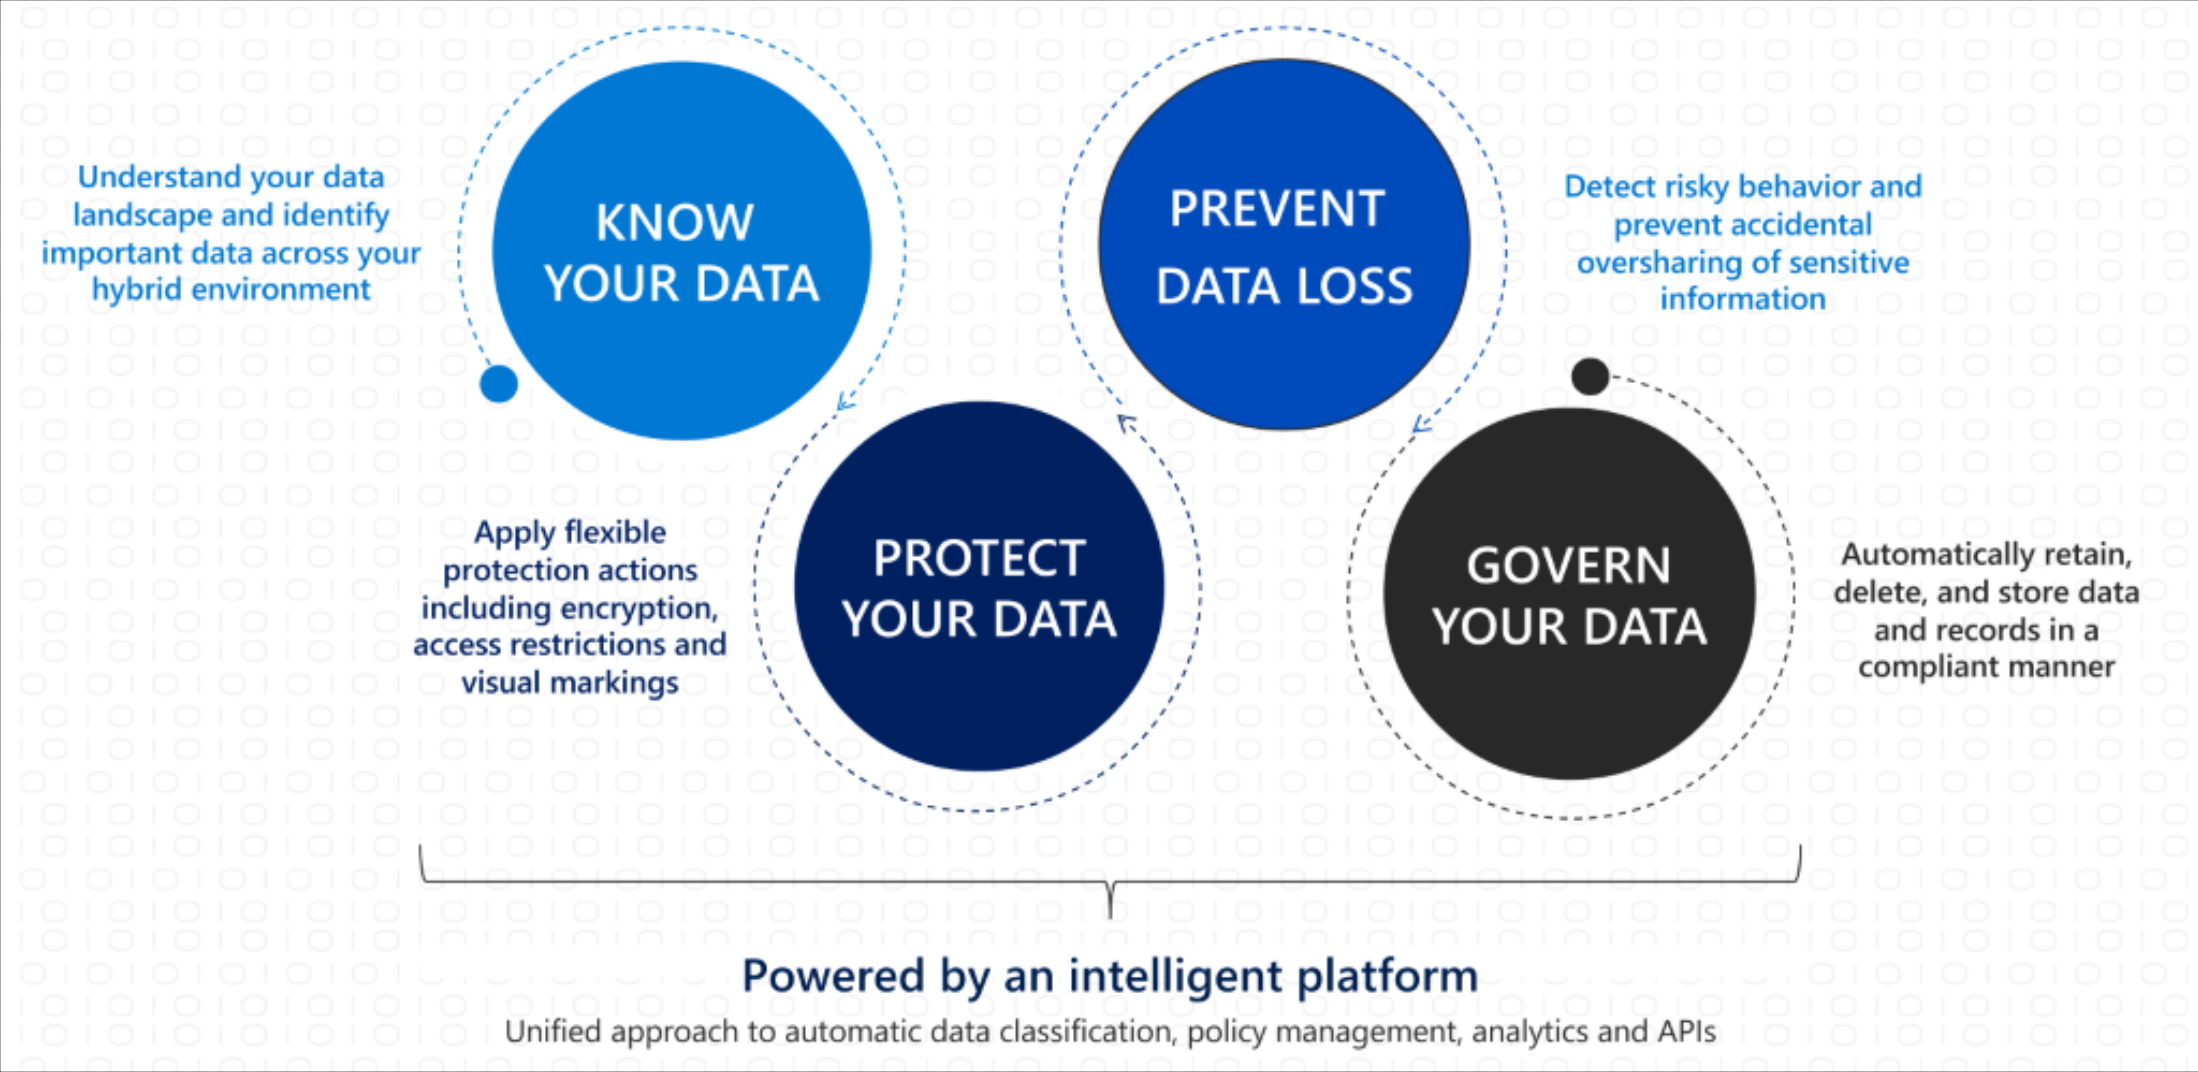 Understand your data
landscape and identify
important data across your
hybrid environment
KNOW
YOUR DATA
Apply flexible
protection actions
including encryption,
access restrictions and
visual markings
PROTECT
YOUR DATA
PREVENT
DATA LOSS
Detect risky behavior and
prevent accidental
oversharing of sensitive
information
GOVERN
YOUR DATA
Automatically retain,
delete, and store data
and records in a
compliant manner
Powered by an intelligent platform
Unified approach to automatic data classification, policy management, analytics and APIs